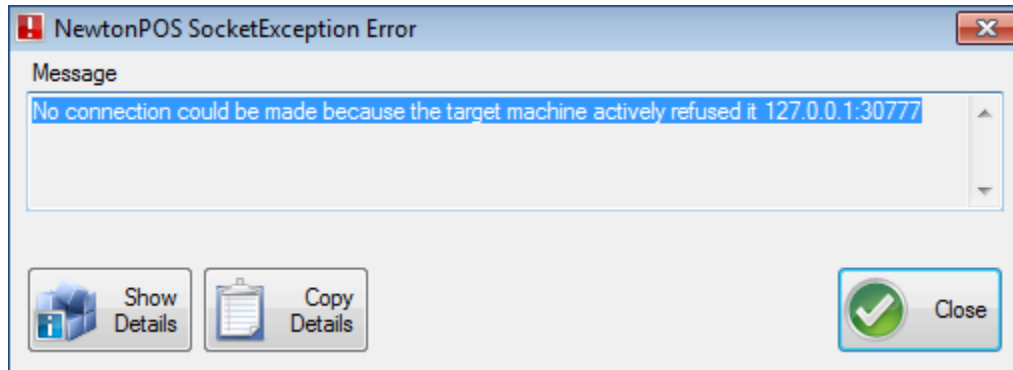 NewtonPOS SocketException Error
Message
No connection could be made because the target machine actively refused it 127.0.0.1:30777
Show
Details
Copy
Details
Close